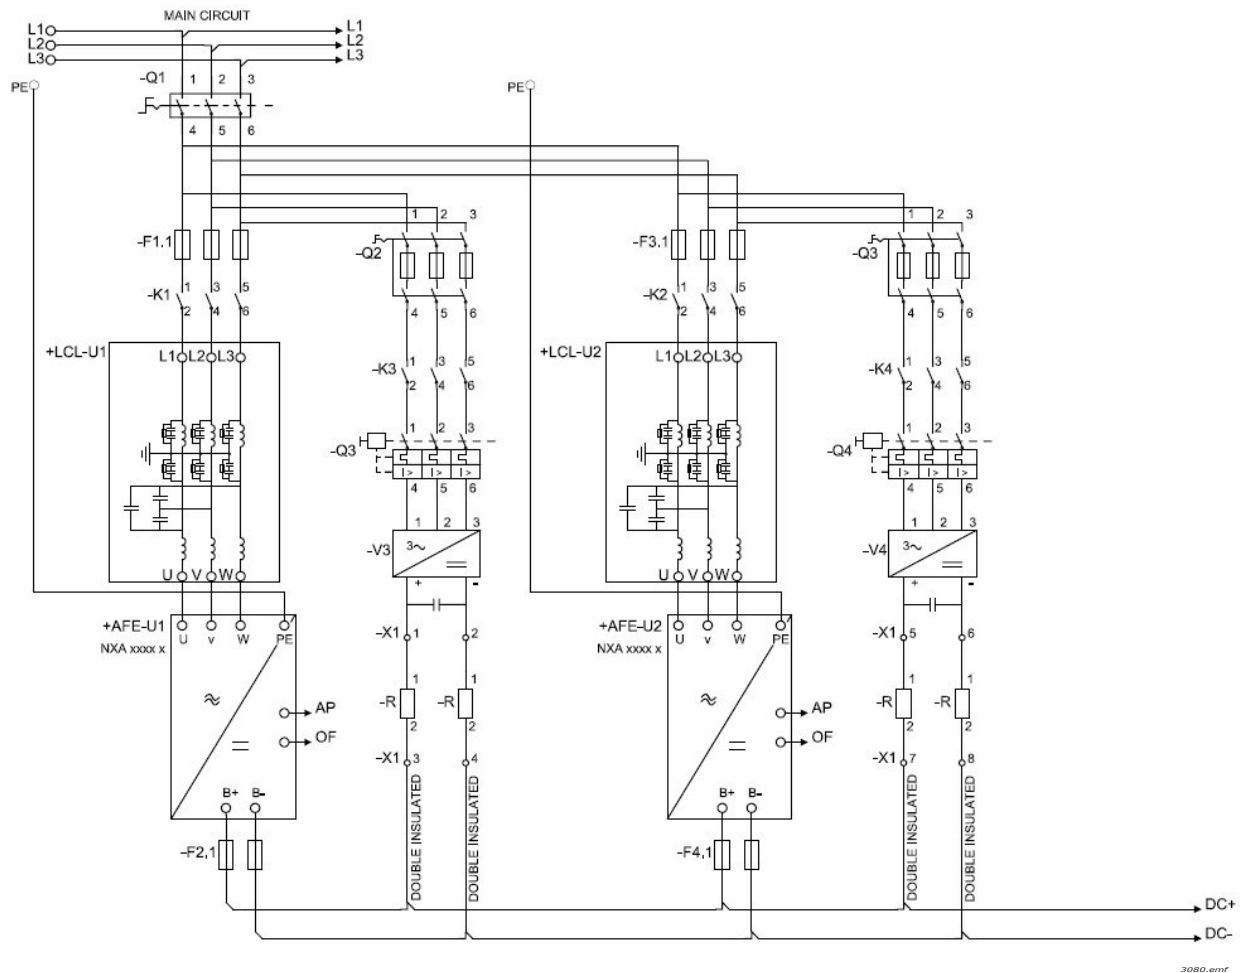 MAIN CIRCUIT
L1 L1
L2 L2
L3 L3
PE -Q1 1 2 3 PE
4 5 6
1 2 3 1 2 3
-F1.1 -Q2 -F3.1 -Q3
-K1 1 3 5 -K2 1 3 5
2 4 6 2 4 6
4 5 6 4 5 6
+LCL-U1 L1 L2 L3 +LCL-U2 L1 L2 L3
-K3 1 3 5 -K4 1 3 5
2 4 6 2 4 6
1 2 3 1 2 3
-Q3 -Q4
I> I> I> I> I> I>
4 5 6 4 5 6
1 2 3 1 2 3
-V3 3~ -V4 3~
U V W U V W
+ - + -
+AFE-U1 U v W PE -X1 1 2 +AFE-U2 U v W PE -X1 5 6
NXA xxxx x NXA xxxx x
1 1 1 1
-R -R -R -R
AP AP
2 2 2 2
OF OF
-X1 3 4 -X1 7 8
B+ B- B+ B-
DOUBLE INSULATED DOUBLE INSULATED DOUBLE INSULATED DOUBLE INSULATED
-F2,1 -F4,1
DC+
DC-
3080.emf